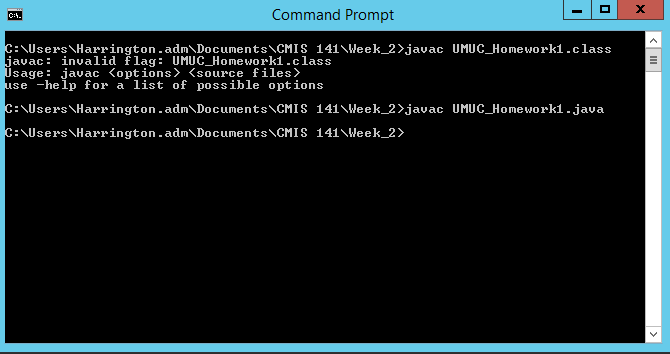 Command Prompt
C:\Users\Harrington.adm\Documents\CMIS 141\Week_2>javac UMUC_Homework1.class
javac: invalid flag: UMUC_Homework1.class
Usage: javac <options> <source files>
use -help for a list of possible options
C:\Users\Harrington.adm\Documents\CMIS 141\Week_2>javac UMUC_Homework1.java
C:\Users\Harrington.adm\Documents\CMIS 141\Week_2>